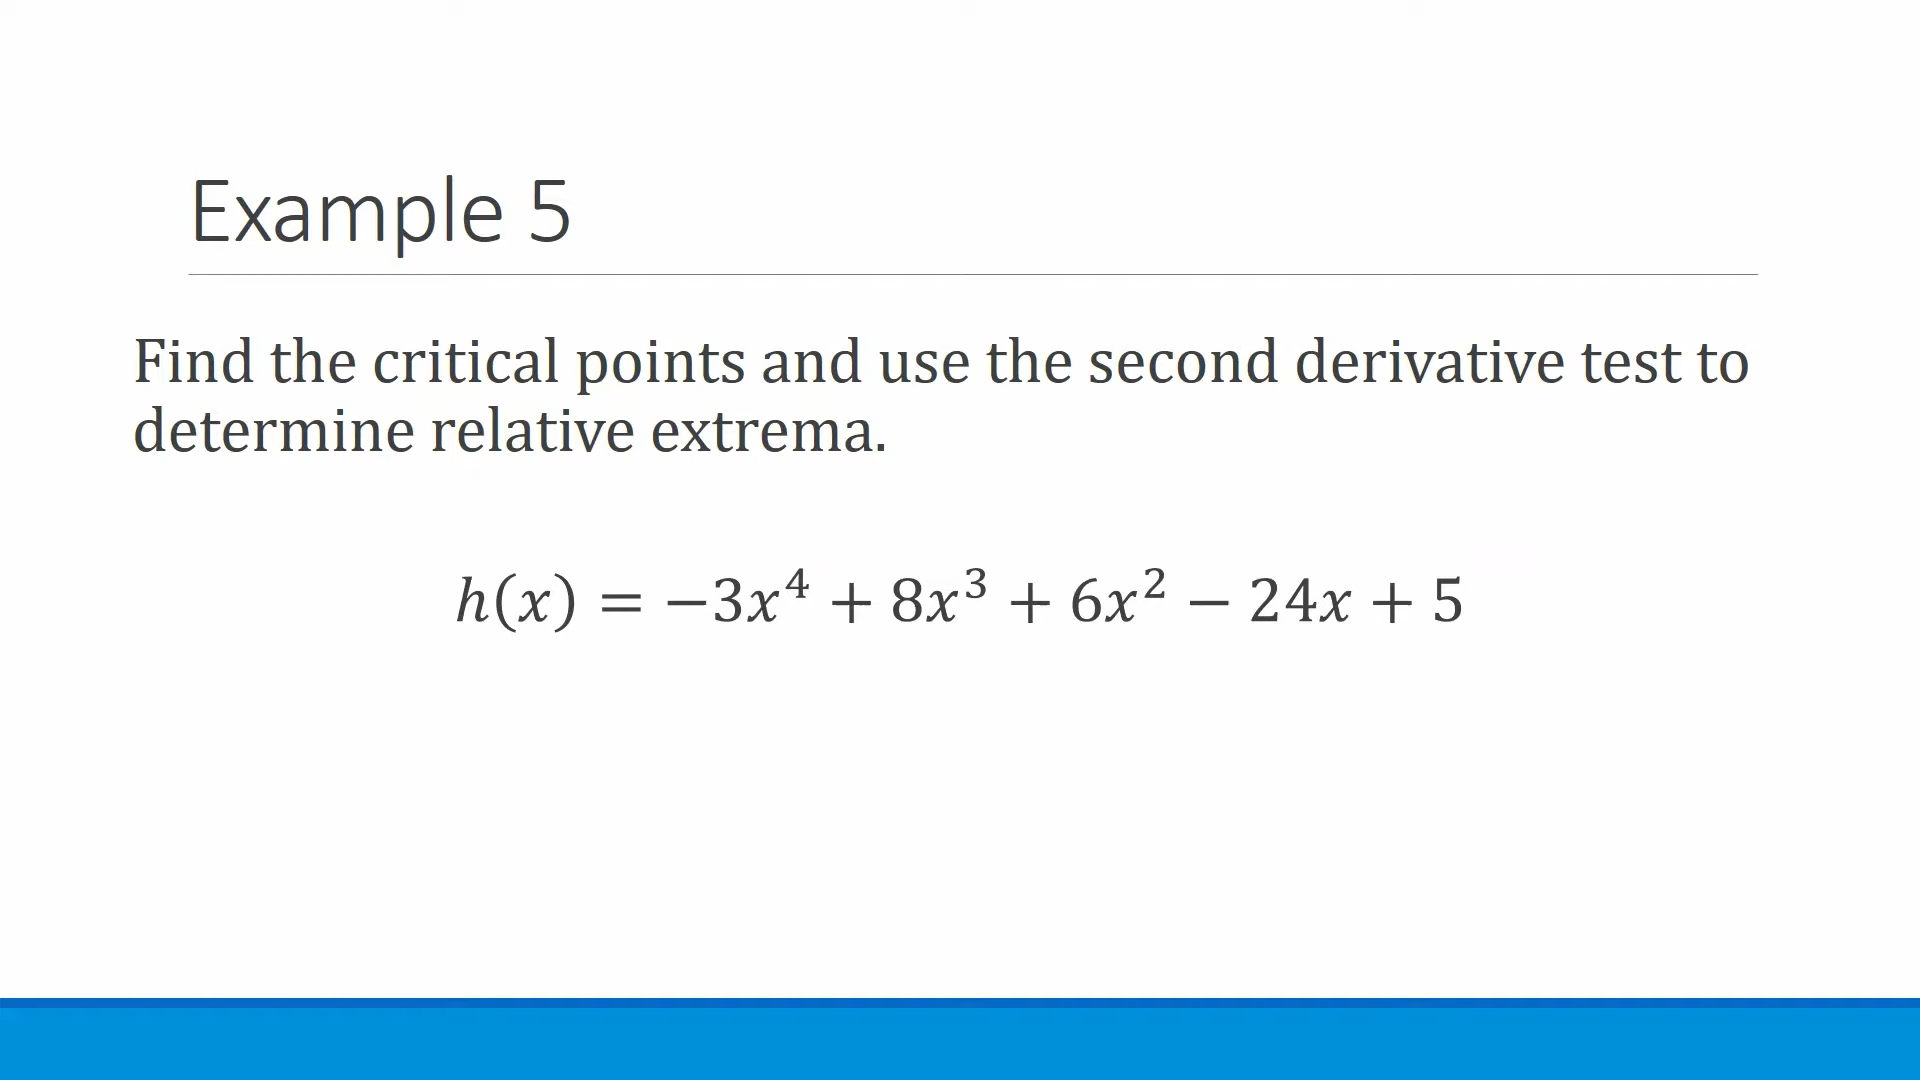 Example 5
Find the critical points and use the second derivative test to
determine relative extrema.
h(x) = −3x⁴ + 8x³ + 6x² − 24x + 5